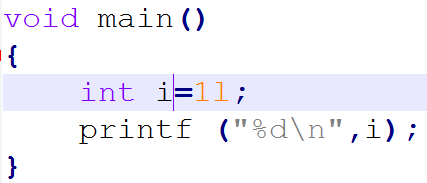 void main()
{
int i=1l;
printf ("%d\n",i);
}